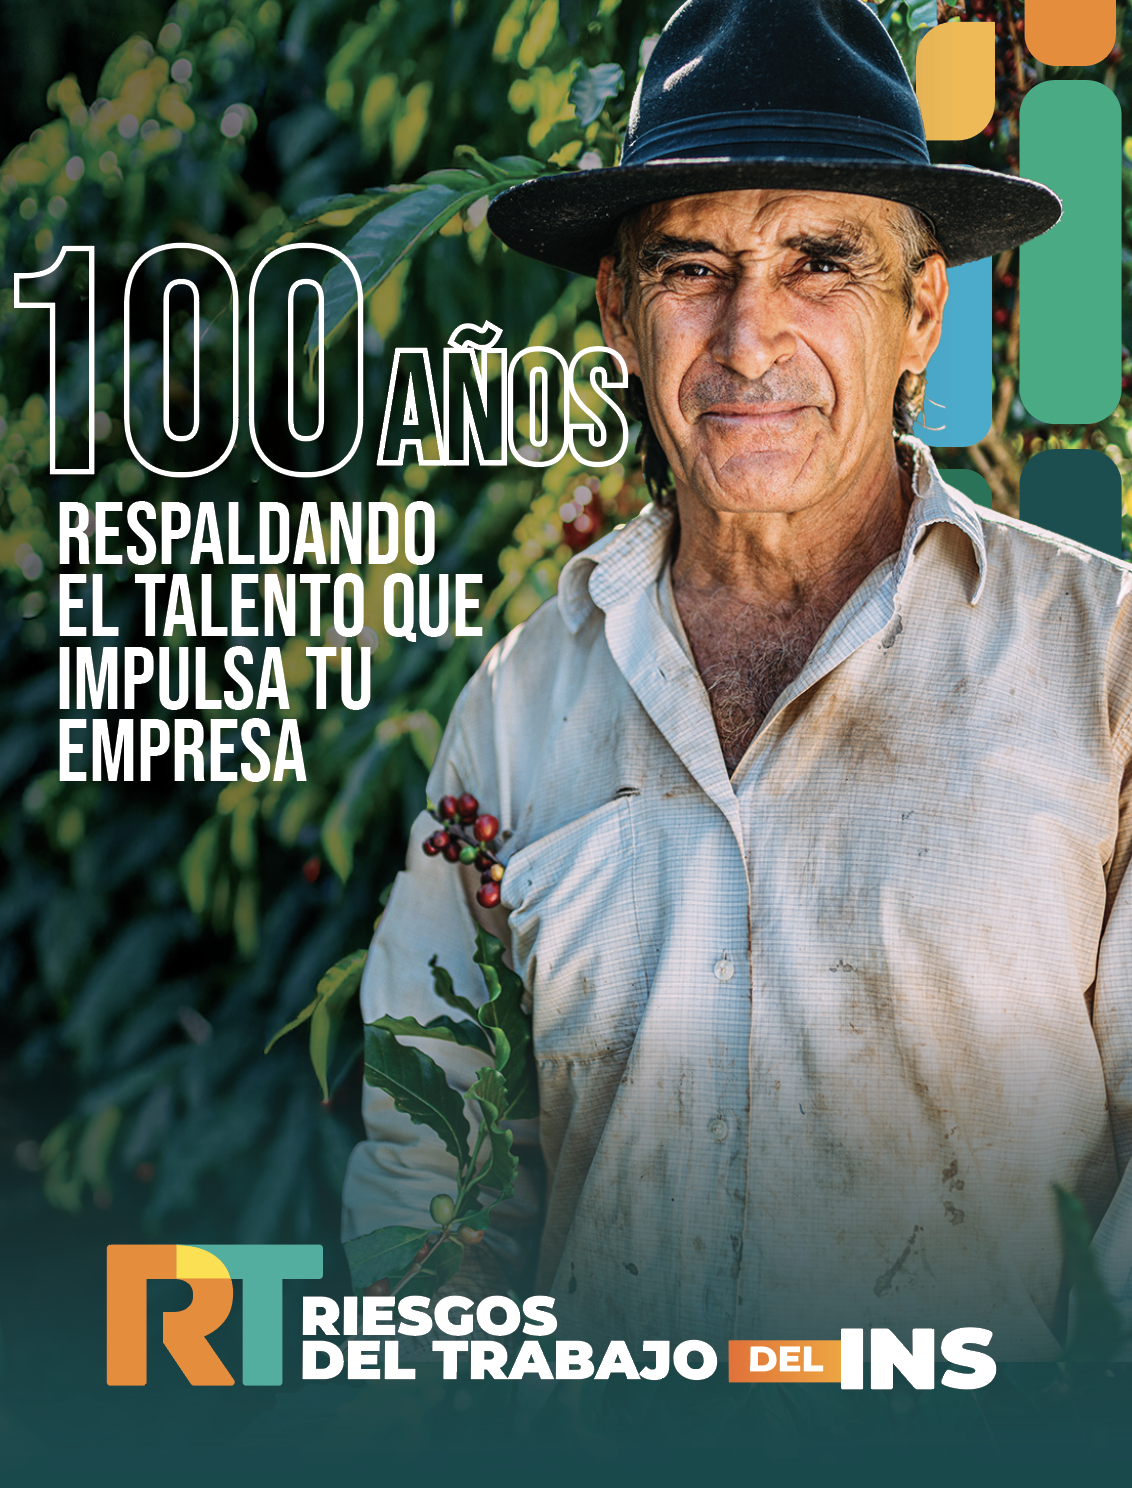 100 AÑOS
RESPALDANDO
EL TALENTO QUE
IMPULSA TU
EMPRESA
RT
RIESGOS
DEL TRABAJO DEL INS